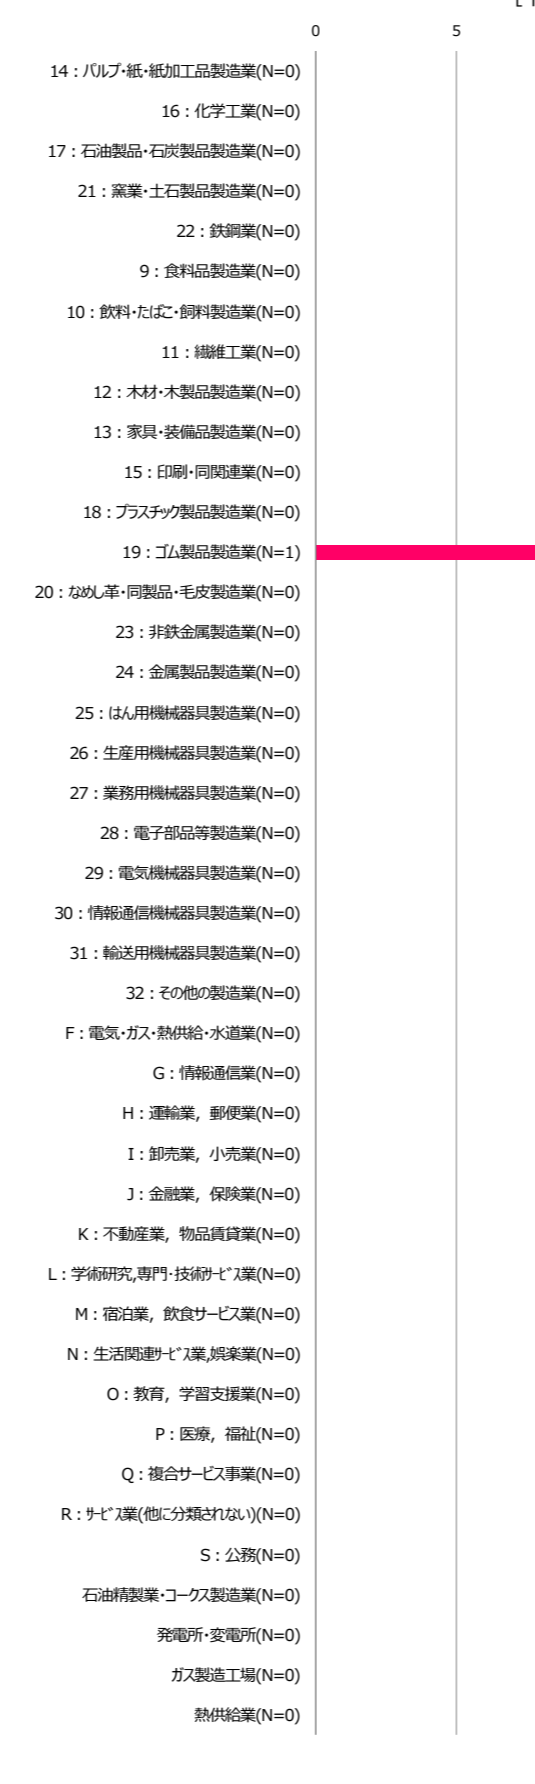 0 5
14：パルプ・紙・紙加工品製造業(N=0)
16：化学工業(N=0)
17：石油製品・石炭製品製造業(N=0)
21：窯業・土石製品製造業(N=0)
22：鉄鋼業(N=0)
9：食料品製造業(N=0)
10：飲料・たばこ・飼料製造業(N=0)
11：繊維工業(N=0)
12：木材・木製品製造業(N=0)
13：家具・装備品製造業(N=0)
15：印刷・同関連業(N=0)
18：プラスチック製品製造業(N=0)
19：ゴム製品製造業(N=1)
20：なめし革・同製品・毛皮製造業(N=0)
23：非鉄金属製造業(N=0)
24：金属製品製造業(N=0)
25：はん用機械器具製造業(N=0)
26：生産用機械器具製造業(N=0)
27：業務用機械器具製造業(N=0)
28：電子部品等製造業(N=0)
29：電気機械器具製造業(N=0)
30：情報通信機械器具製造業(N=0)
31：輸送用機械器具製造業(N=0)
32：その他の製造業(N=0)
F：電気・ガス・熱供給・水道業(N=0)
G：情報通信業(N=0)
H：運輸業，郵便業(N=0)
I：卸売業，小売業(N=0)
J：金融業，保険業(N=0)
K：不動産業，物品賃貸業(N=0)
L：学術研究,専門・技術ｻｰﾋﾞｽ業(N=0)
M：宿泊業，飲食サービス業(N=0)
N：生活関連ｻｰﾋﾞｽ業,娯楽業(N=0)
O：教育，学習支援業(N=0)
P：医療，福祉(N=0)
Q：複合サービス事業(N=0)
R：ｻｰﾋﾞｽ業(他に分類されない)(N=0)
S：公務(N=0)
石油精製業・コークス製造業(N=0)
発電所・変電所(N=0)
ガス製造工場(N=0)
熱供給業(N=0)